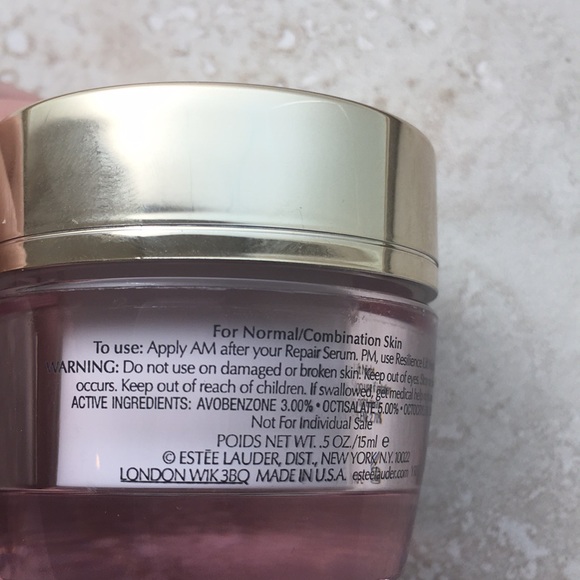 For Normal/Combination Skin
To use: Apply AM after your Repair Serum. PM, use Resilience
WARNING: Do not use on damaged or broken skin. Keep out of eyes.
occurs. Keep out of reach of children. If swallowed, get medical help
ACTIVE INGREDIENTS: AVOBENZONE 3.00% • OCTISALATE 5.00% •
Not For Individual Sale
POIDS NET WT. .5 OZ./15ml ℮
© ESTĒE LAUDER, DIST., NEW YORK, N.Y. 10022
LONDON W1K 3BQ MADE IN U.S.A. estēelauder.com